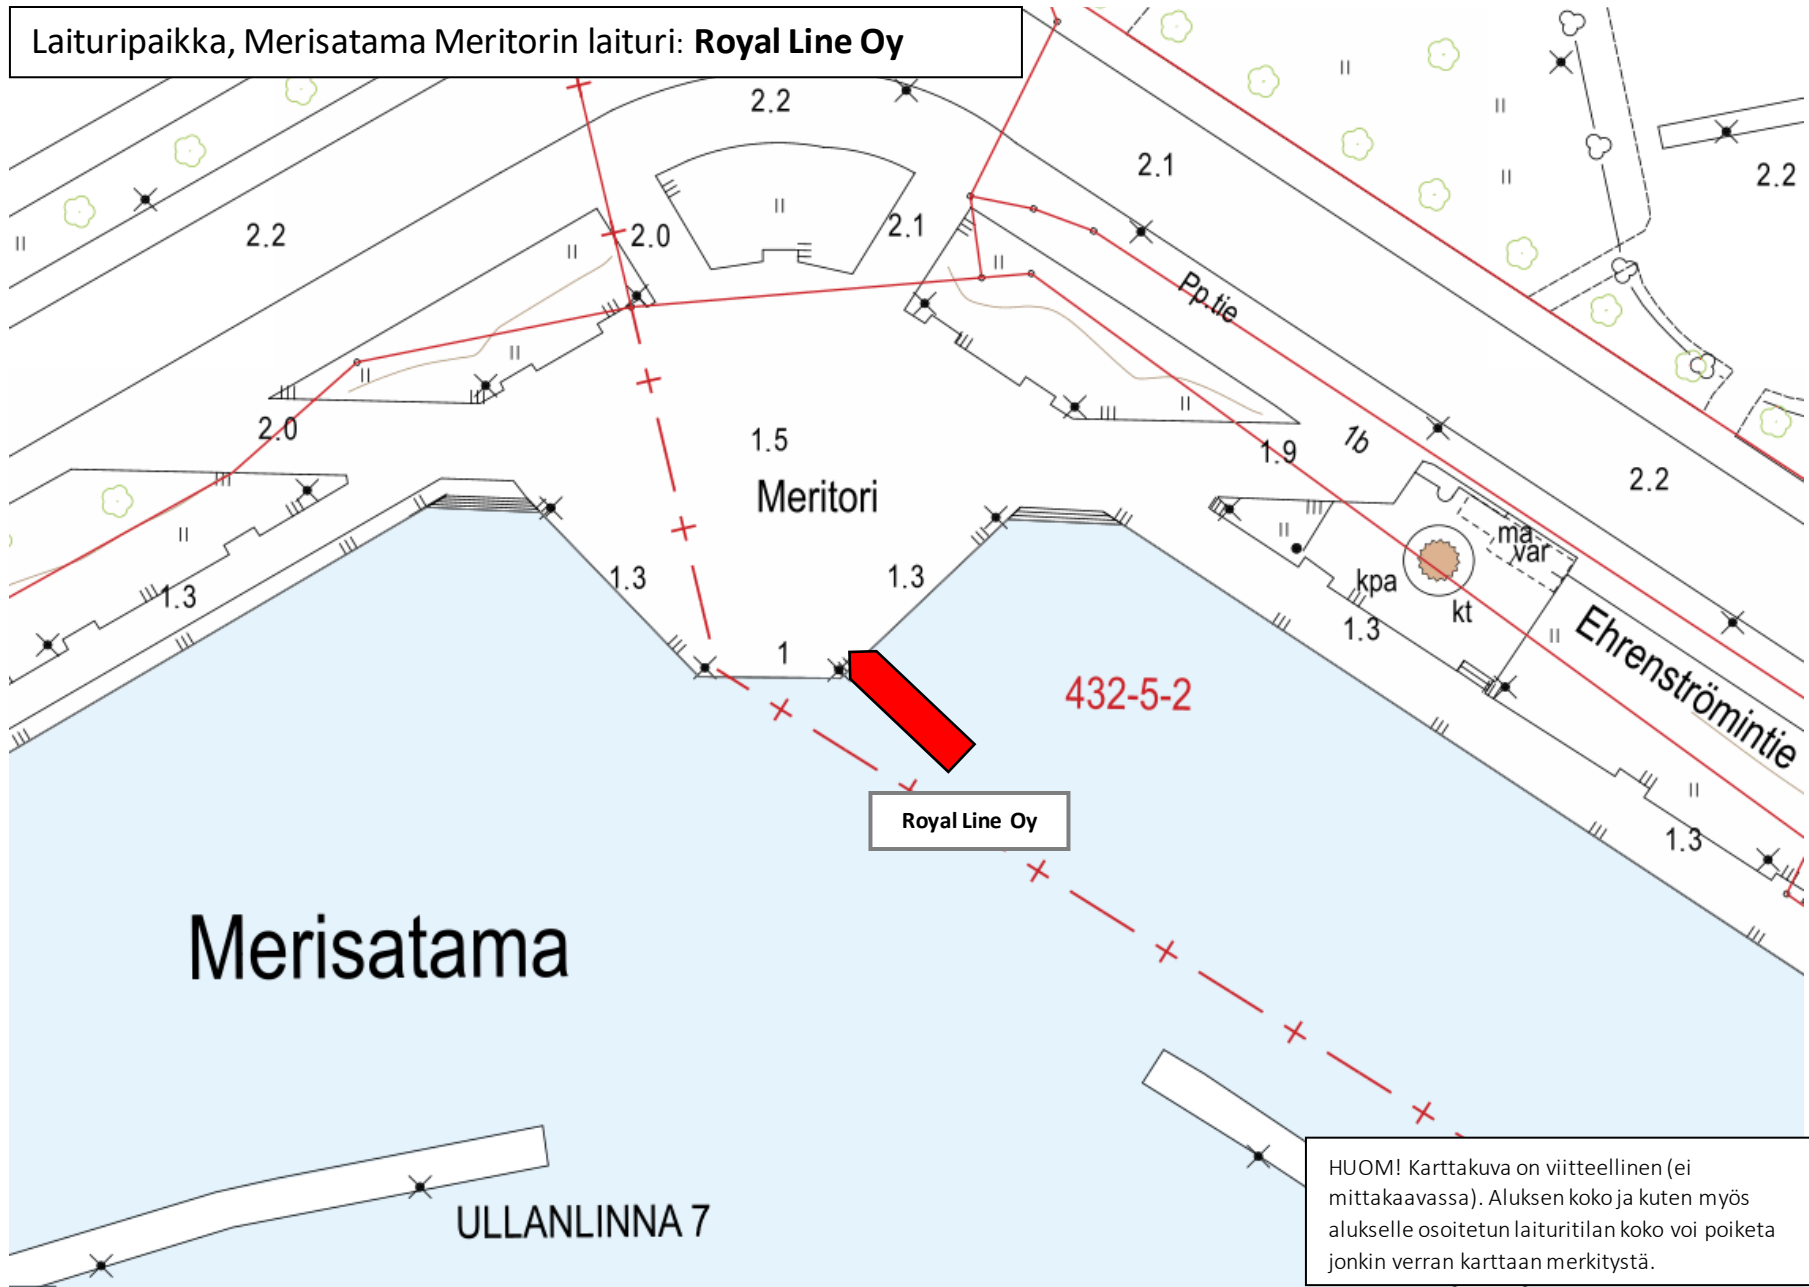 Laituripaikka, Merisatama Meritorin laituri: Royal Line Oy
2.2
2.1
2.2
2.2
2.0
2.1
Pp.tie
2.0
1.5
1b
1.9
2.2
Meritori
ma
var
1.3
1.3
1.3
kpa
kt
1.3
Ehrenströmintie
1
432-5-2
Royal Line Oy
1.3
Merisatama
ULLANLINNA 7
HUOM! Karttakuva on viitteellinen (ei
mittakaavassa). Aluksen koko ja kuten myös
alukselle osoitetun laituritilan koko voi poiketa
jonkin verran karttaan merkitystä.